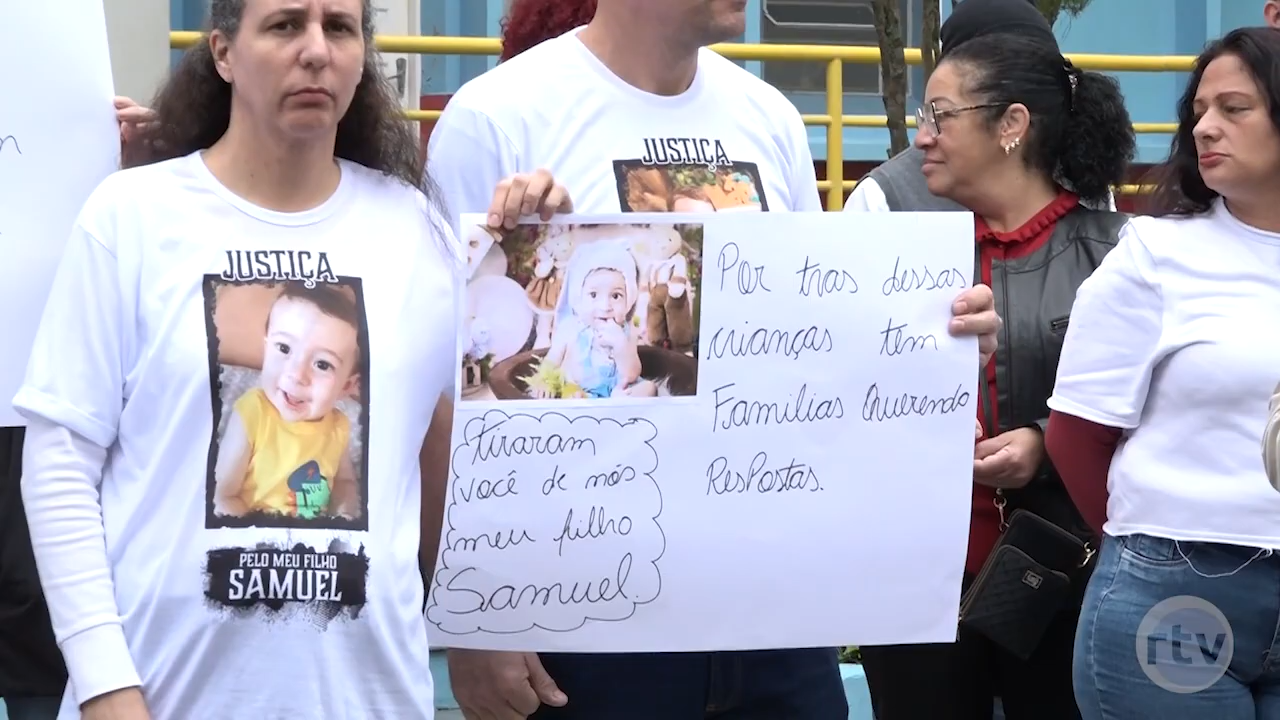 JUSTIÇA
PELO MEU FILHO
SAMUEL
JUSTIÇA
tiraram
você de nós
meu filho
Samuel.
Por tras dessas
crianças tem
Familias Querendo
ResPostas.
rtv